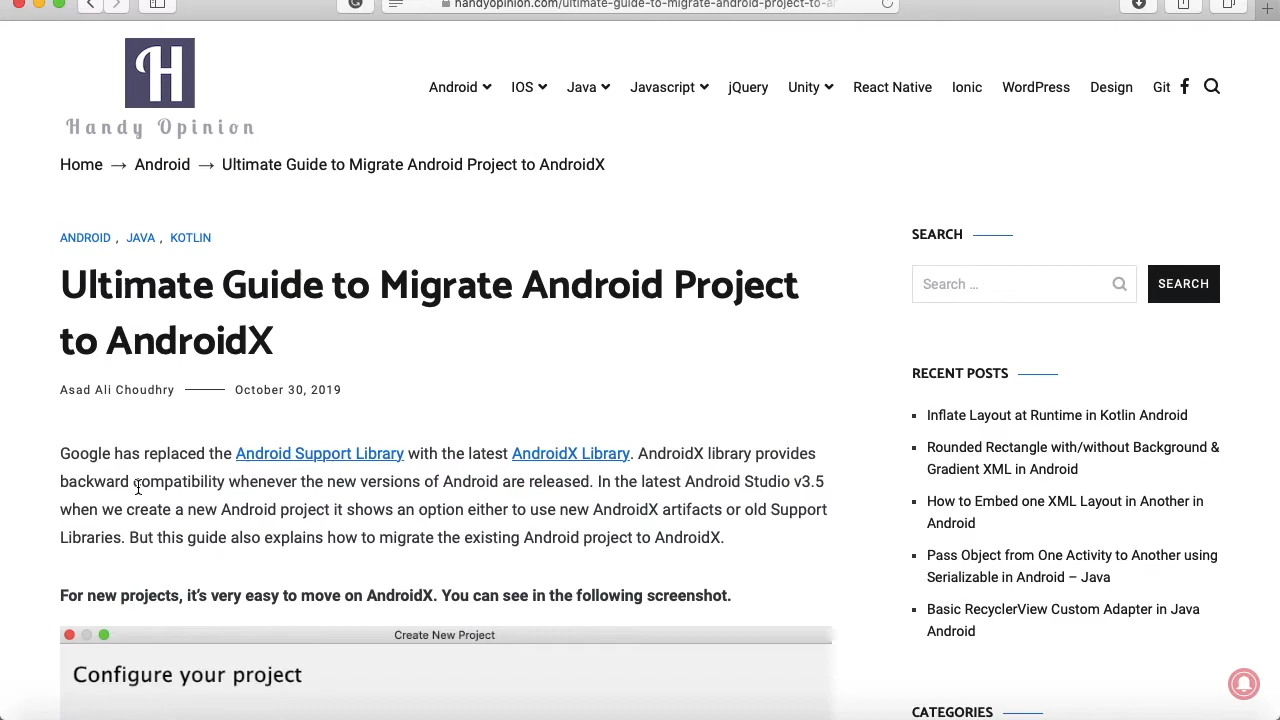 handyopinion.com/ultimate-guide-to-migrate-android-project-to-an
H
Handy Opinion
Android IOS Java Javascript jQuery Unity React Native Ionic WordPress Design Git
Home → Android → Ultimate Guide to Migrate Android Project to AndroidX
ANDROID , JAVA , KOTLIN
Ultimate Guide to Migrate Android Project
to AndroidX
Asad Ali Choudhry October 30, 2019
Google has replaced the Android Support Library with the latest AndroidX Library. AndroidX library provides
backward compatibility whenever the new versions of Android are released. In the latest Android Studio v3.5
when we create a new Android project it shows an option either to use new AndroidX artifacts or old Support
Libraries. But this guide also explains how to migrate the existing Android project to AndroidX.
For new projects, it’s very easy to move on AndroidX. You can see in the following screenshot.
Create New Project
Configure your project
SEARCH
Search …
SEARCH
RECENT POSTS
Inflate Layout at Runtime in Kotlin Android
Rounded Rectangle with/without Background &
Gradient XML in Android
How to Embed one XML Layout in Another in
Android
Pass Object from One Activity to Another using
Serializable in Android – Java
Basic RecyclerView Custom Adapter in Java
Android
CATEGORIES